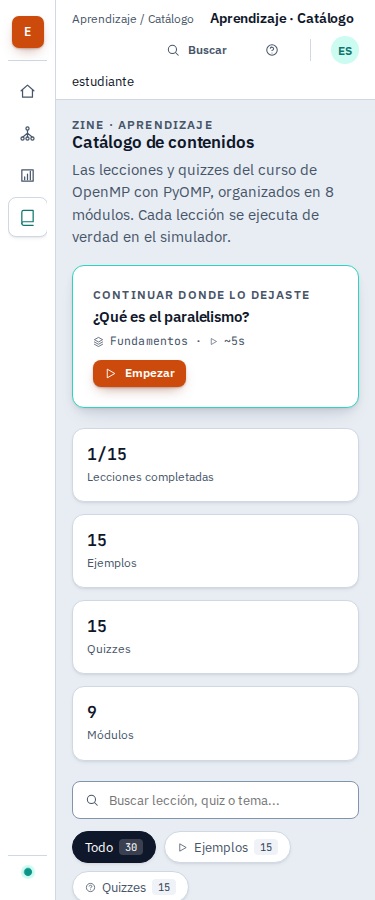 E
Aprendizaje / Catálogo Aprendizaje · Catálogo
Buscar
ES
estudiante
ZINE · APRENDIZAJE
Catálogo de contenidos
Las lecciones y quizzes del curso de
OpenMP con PyOMP, organizados en 8
módulos. Cada lección se ejecuta de
verdad en el simulador.
CONTINUAR DONDE LO DEJASTE
¿Qué es el paralelismo?
Fundamentos · ~5s
Empezar
1/15
Lecciones completadas
15
Ejemplos
15
Quizzes
9
Módulos
Buscar lección, quiz o tema...
Todo 30
Ejemplos 15
Quizzes 15